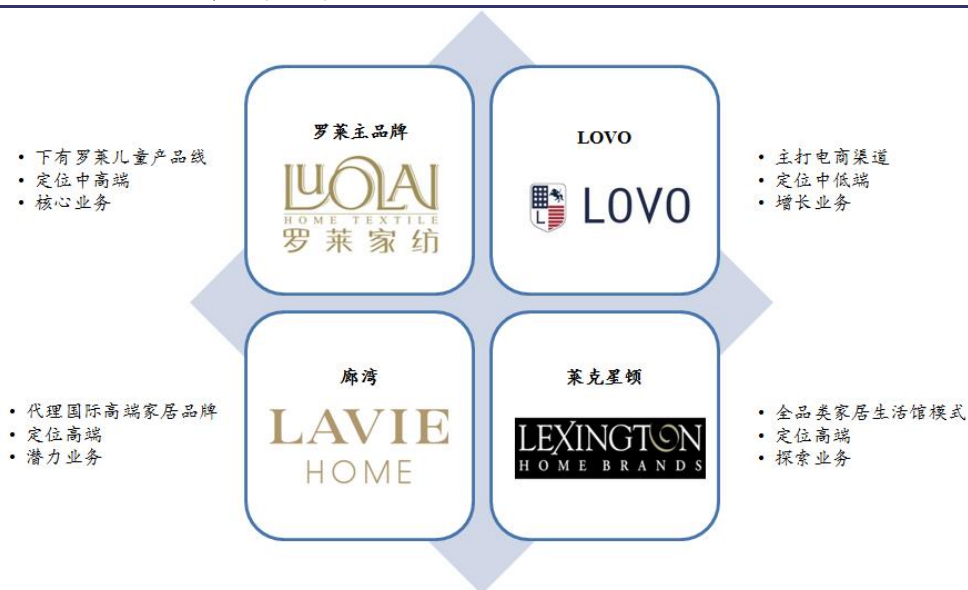 罗莱主品牌
LUOLAI
HOME TEXTILE
罗莱家纺
• 下有罗莱儿童产品线
• 定位中高端
• 核心业务
LOVO
L
LOVO
• 主打电商渠道
• 定位中低端
• 增长业务
廊湾
LAVIE
HOME
• 代理国际高端家居品牌
• 定位高端
• 潜力业务
莱克星顿
LEXINGTON
HOME BRANDS
• 全品类家居生活馆模式
• 定位高端
• 探索业务